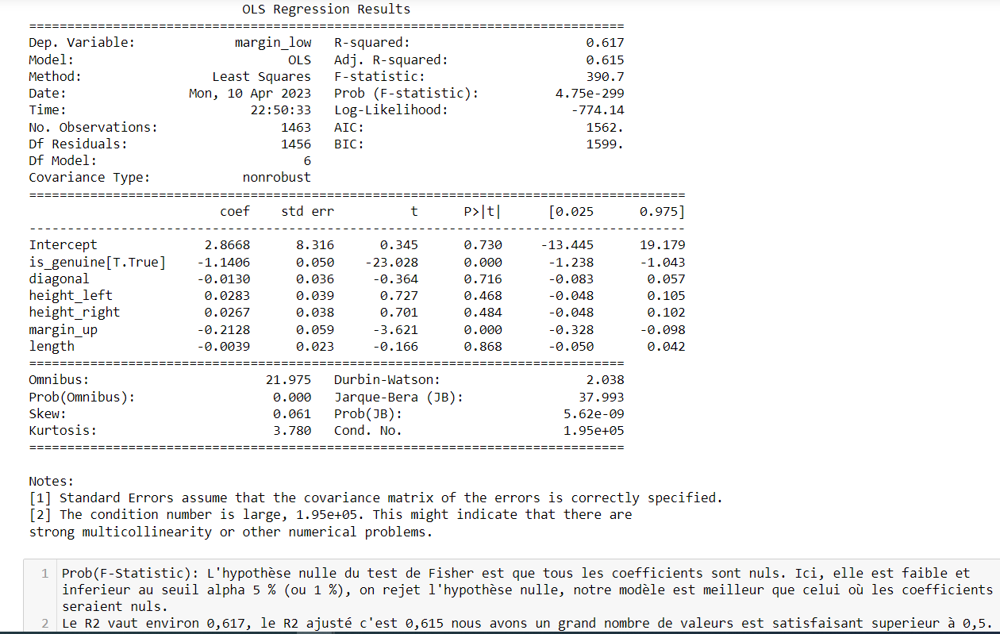 OLS Regression Results
==============================================================================
Dep. Variable: margin_low R-squared: 0.617
Model: OLS Adj. R-squared: 0.615
Method: Least Squares F-statistic: 390.7
Date: Mon, 10 Apr 2023 Prob (F-statistic): 4.75e-299
Time: 22:50:33 Log-Likelihood: -774.14
No. Observations: 1463 AIC: 1562.
Df Residuals: 1456 BIC: 1599.
Df Model: 6
Covariance Type: nonrobust
======================================================================================
coef std err t P>|t| [0.025 0.975]
--------------------------------------------------------------------------------------
Intercept 2.8668 8.316 0.345 0.730 -13.445 19.179
is_genuine[T.True] -1.1406 0.050 -23.028 0.000 -1.238 -1.043
diagonal -0.0130 0.036 -0.364 0.716 -0.083 0.057
height_left 0.0283 0.039 0.727 0.468 -0.048 0.105
height_right 0.0267 0.038 0.701 0.484 -0.048 0.102
margin_up -0.2128 0.059 -3.621 0.000 -0.328 -0.098
length -0.0039 0.023 -0.166 0.868 -0.050 0.042
==============================================================================
Omnibus: 21.975 Durbin-Watson: 2.038
Prob(Omnibus): 0.000 Jarque-Bera (JB): 37.993
Skew: 0.061 Prob(JB): 5.62e-09
Kurtosis: 3.780 Cond. No. 1.95e+05
==============================================================================
Notes:
[1] Standard Errors assume that the covariance matrix of the errors is correctly specified.
[2] The condition number is large, 1.95e+05. This might indicate that there are
strong multicollinearity or other numerical problems.
1 Prob(F-Statistic): L'hypothèse nulle du test de Fisher est que tous les coefficients sont nuls. Ici, elle est faible et
inferieur au seuil alpha 5 % (ou 1 %), on rejet l'hypothèse nulle, notre modèle est meilleur que celui où les coefficients
seraient nuls.
2 Le R2 vaut environ 0,617, le R2 ajusté c'est 0,615 nous avons un grand nombre de valeurs est satisfaisant superieur à 0,5.